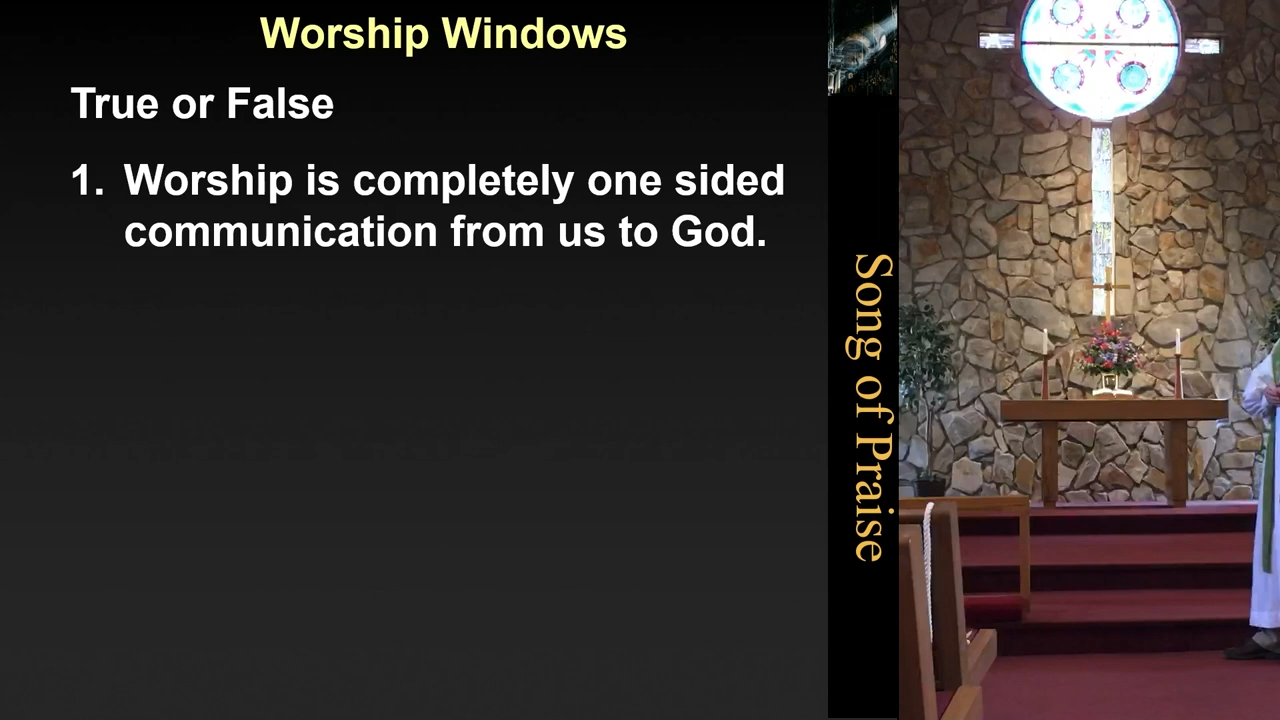 Worship Windows
True or False
1. Worship is completely one sided
communication from us to God.
Song of Praise